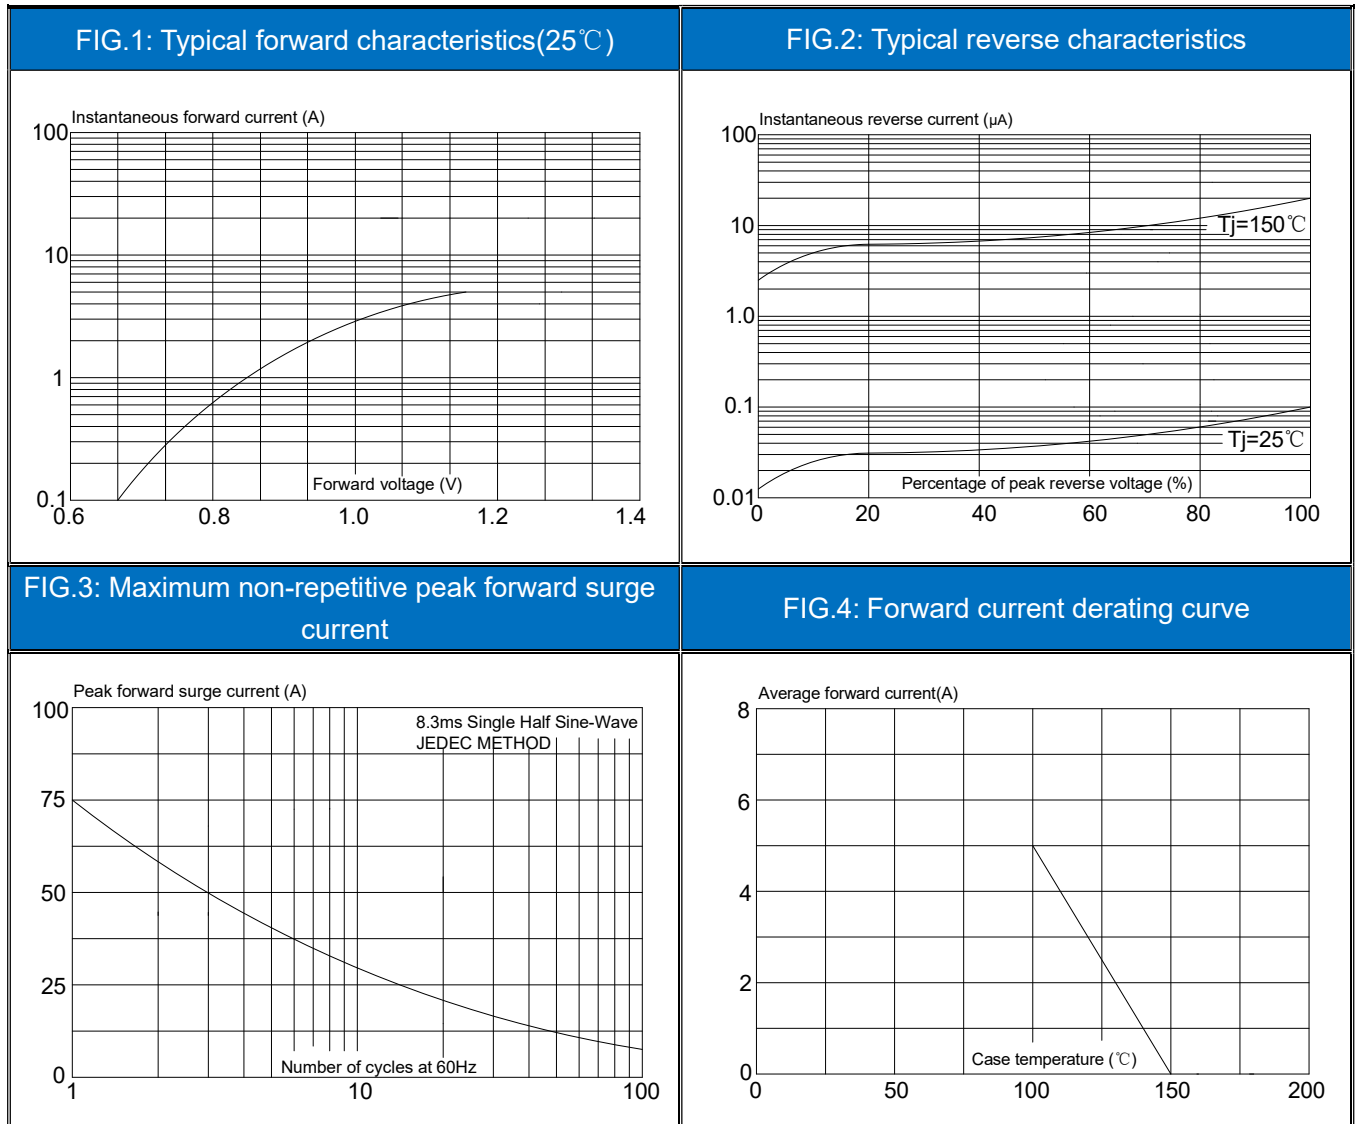 FIG.1: Typical forward characteristics(25℃)
FIG.2: Typical reverse characteristics
Instantaneous forward current (A)
100
10
1
0.1
0.6
0.8
1.0
1.2
1.4
Forward voltage (V)
Instantaneous reverse current (μA)
100
10
1.0
0.1
0.01
Tj=150℃
Tj=25℃
Percentage of peak reverse voltage (%)
0
20
40
60
80
100
FIG.3: Maximum non-repetitive peak forward surge
current
FIG.4: Forward current derating curve
Peak forward surge current (A)
8.3ms Single Half Sine-Wave
JEDEC METHOD
100
75
50
25
0
Number of cycles at 60Hz
1
10
100
Average forward current(A)
8
6
4
2
0
Case temperature (℃)
0
50
100
150
200